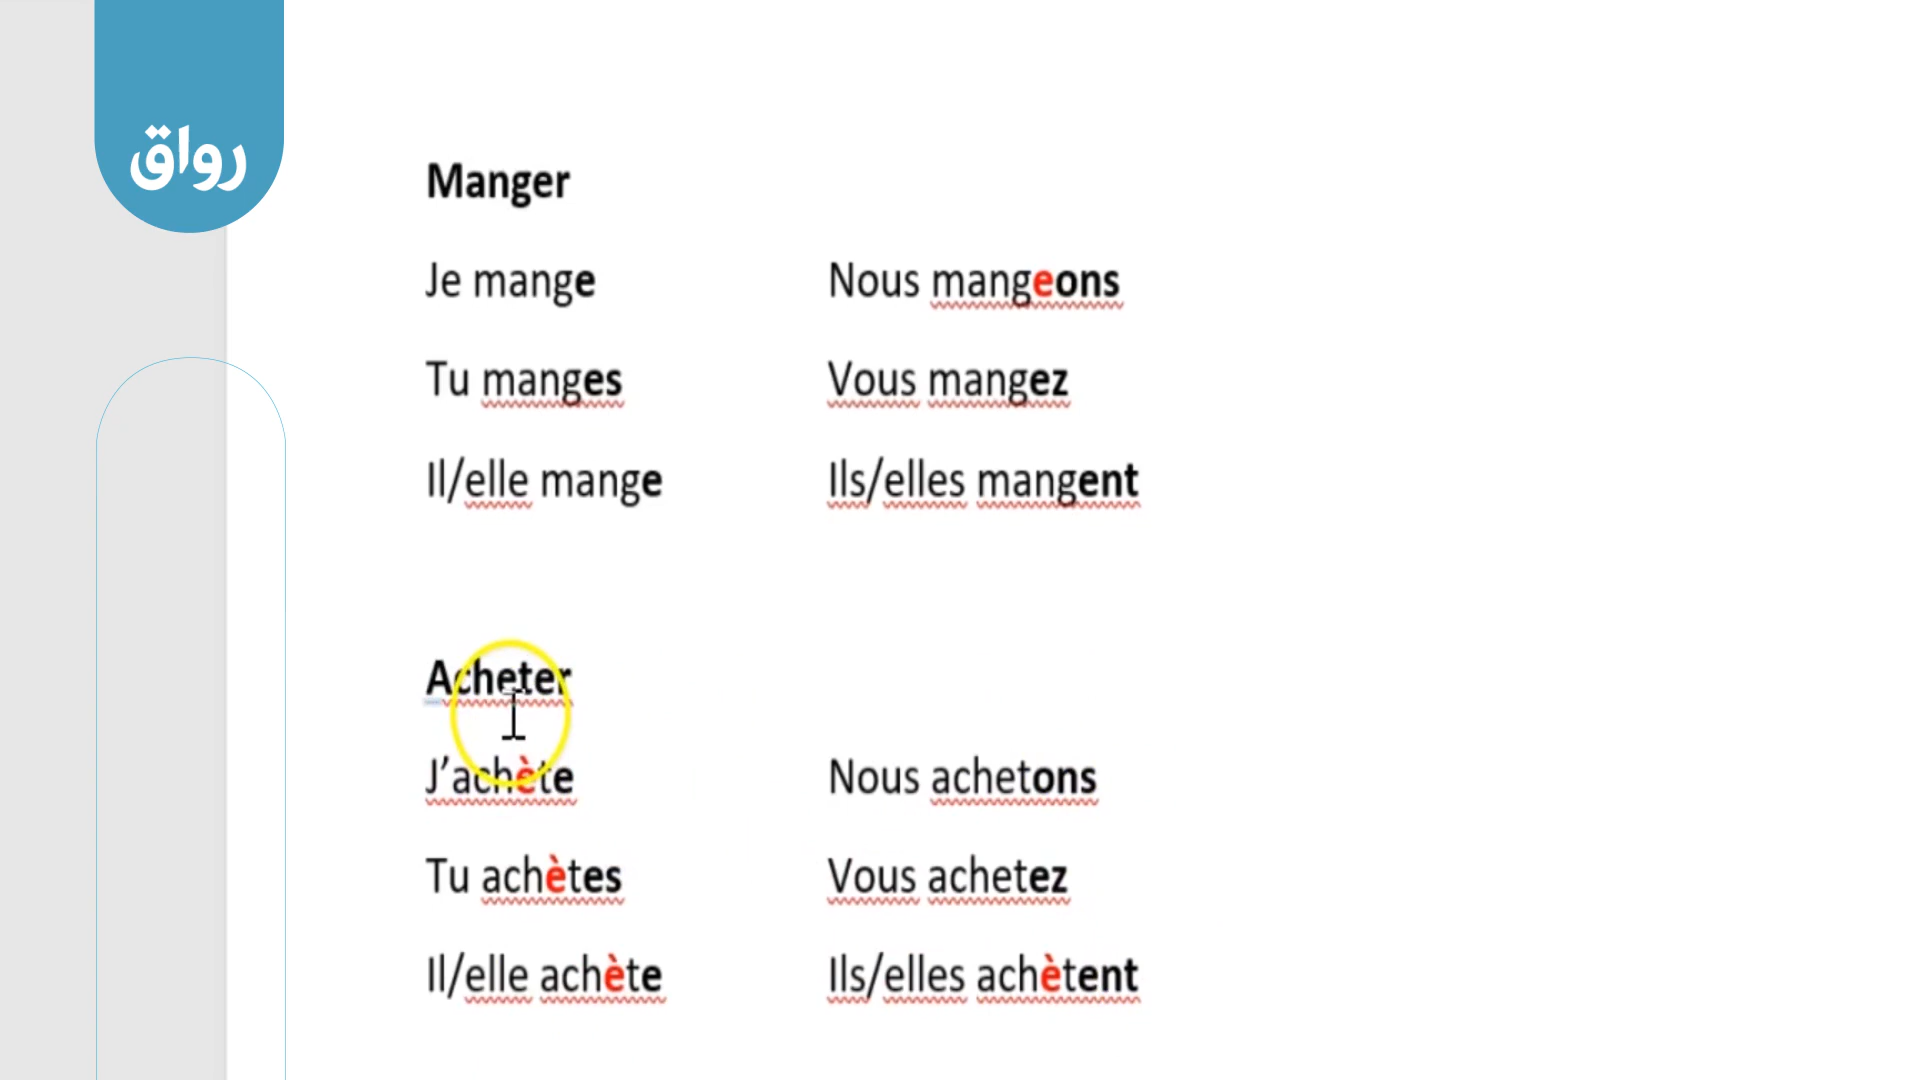 رواق
Manger
Je mange Nous mangeons
Tu manges Vous mangez
Il/elle mange Ils/elles mangent
Acheter
J’achète Nous achetons
Tu achètes Vous achetez
Il/elle achète Ils/elles achètent